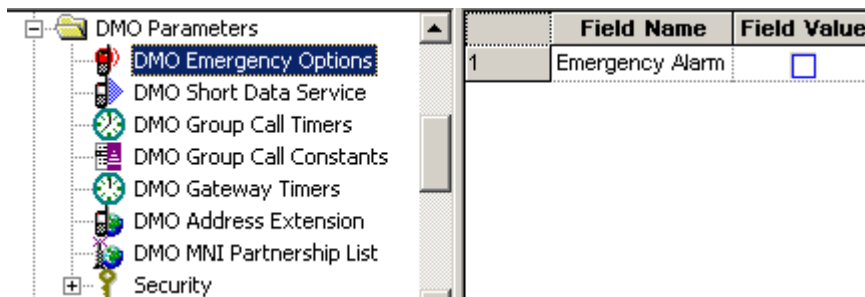 DMO Parameters
DMO Emergency Options
DMO Short Data Service
DMO Group Call Timers
DMO Group Call Constants
DMO Gateway Timers
DMO Address Extension
DMO MNI Partnership List
Security
Field Name Field Value
1 Emergency Alarm